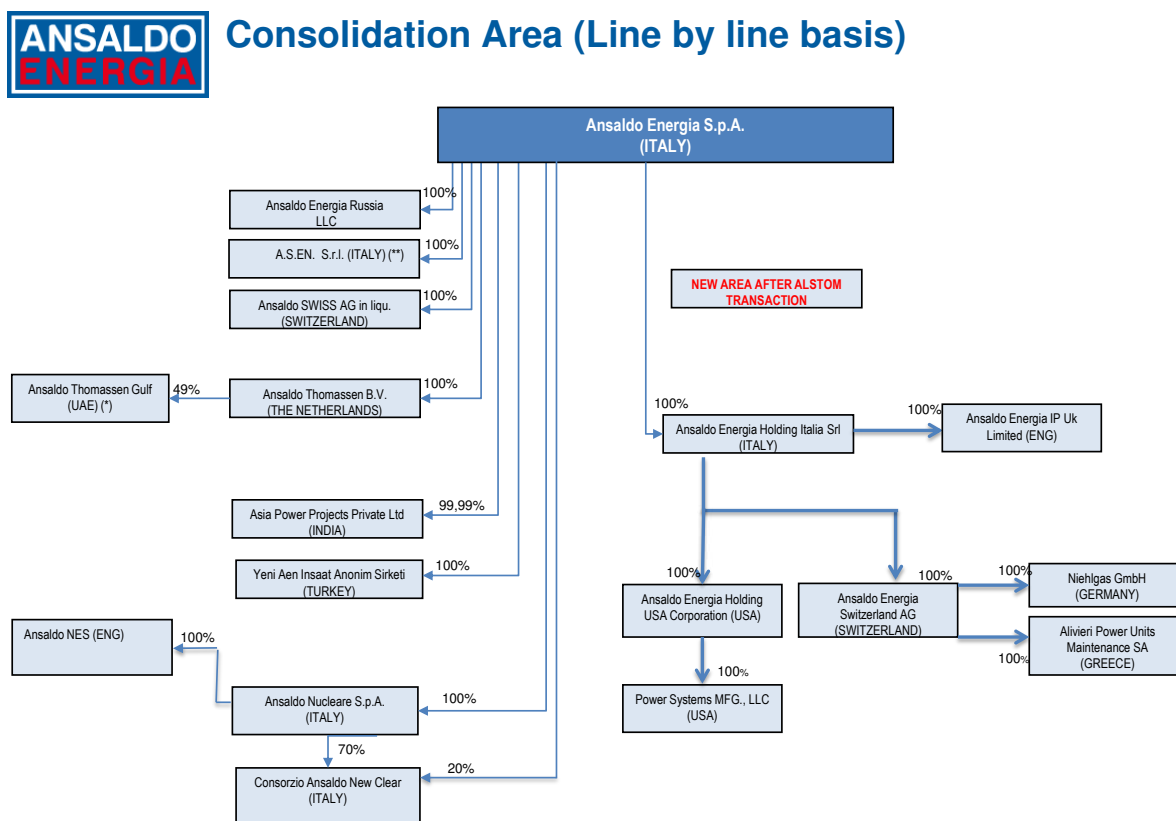 ANSALDO
ENERGIA
Consolidation Area (Line by line basis)
Ansaldo Energia S.p.A.
(ITALY)
100%
Ansaldo Energia Russia
LLC
100%
A.S.EN. S.r.l. (ITALY) (**)
100%
Ansaldo SWISS AG in liqu.
(SWITZERLAND)
NEW AREA AFTER ALSTOM
TRANSACTION
Ansaldo Thomassen Gulf
(UAE) (*)
49%
Ansaldo Thomassen B.V.
(THE NETHERLANDS)
100%
100%
Ansaldo Energia Holding Italia Srl
(ITALY)
100%
Ansaldo Energia IP Uk
Limited (ENG)
Asia Power Projects Private Ltd
(INDIA)
99,99%
Yeni Aen Insaat Anonim Sirketi
(TURKEY)
100%
100%
Ansaldo Energia Holding
USA Corporation (USA)
100%
Ansaldo Energia
Switzerland AG
(SWITZERLAND)
100%
Niehlgas GmbH
(GERMANY)
Alivieri Power Units
Maintenance SA
(GREECE)
100%
Ansaldo NES (ENG)
100%
100%
Power Systems MFG., LLC
(USA)
Ansaldo Nucleare S.p.A.
(ITALY)
100%
70%
20%
Consorzio Ansaldo New Clear
(ITALY)